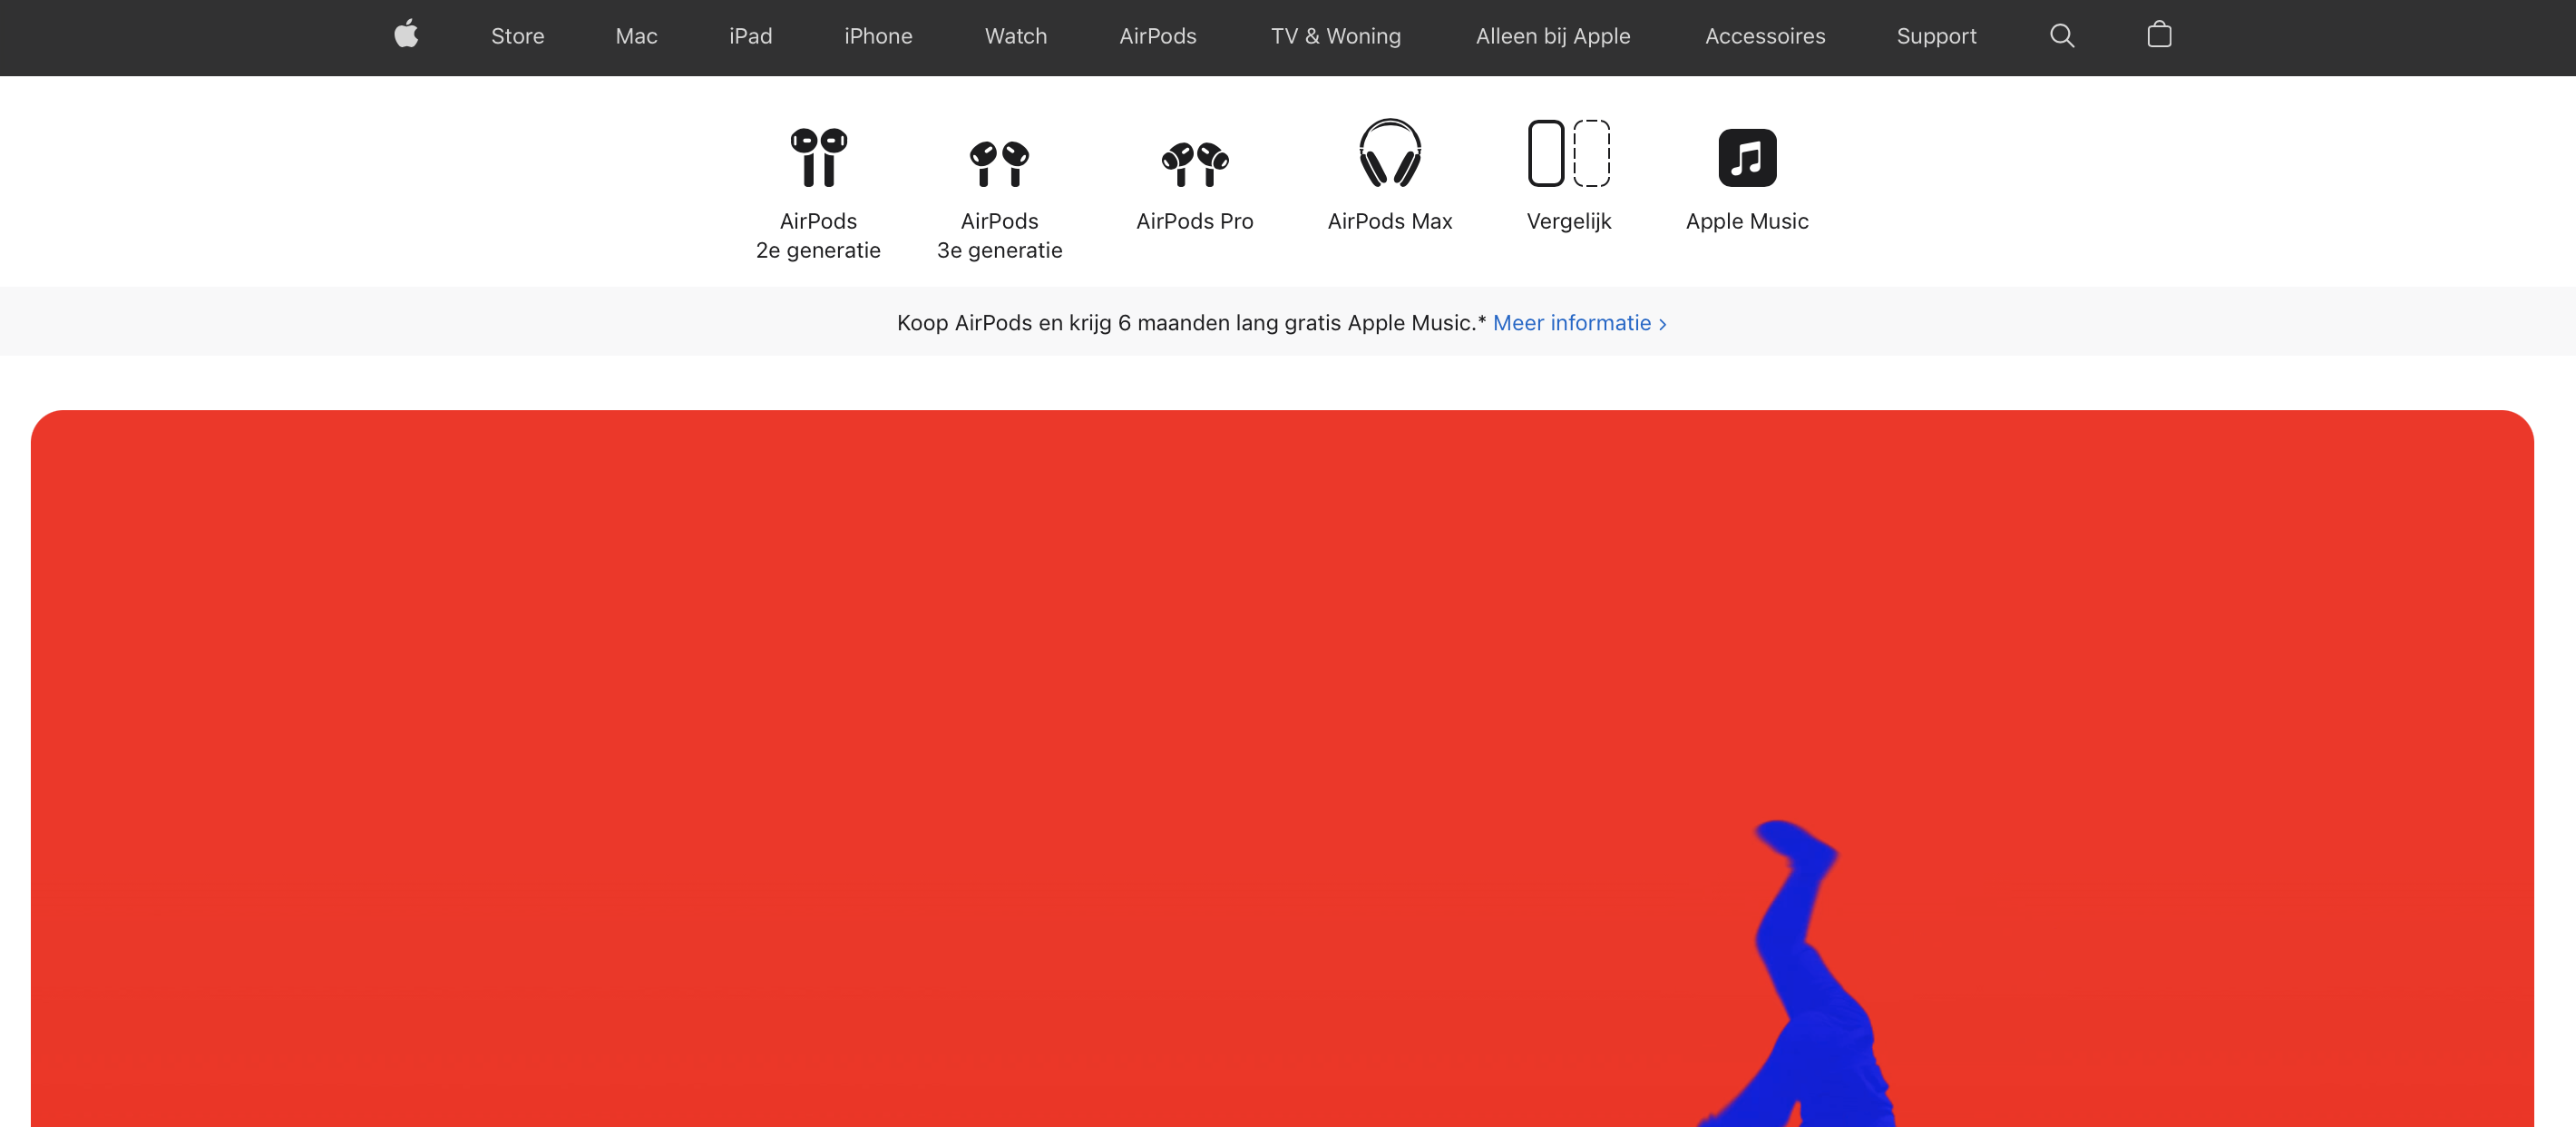 Store Mac iPad iPhone Watch AirPods TV & Woning Alleen bij Apple Accessoires Support
AirPods
2e generatie
AirPods
3e generatie
AirPods Pro
AirPods Max
Vergelijk
Apple Music
Koop AirPods en krijg 6 maanden lang gratis Apple Music.* Meer informatie >